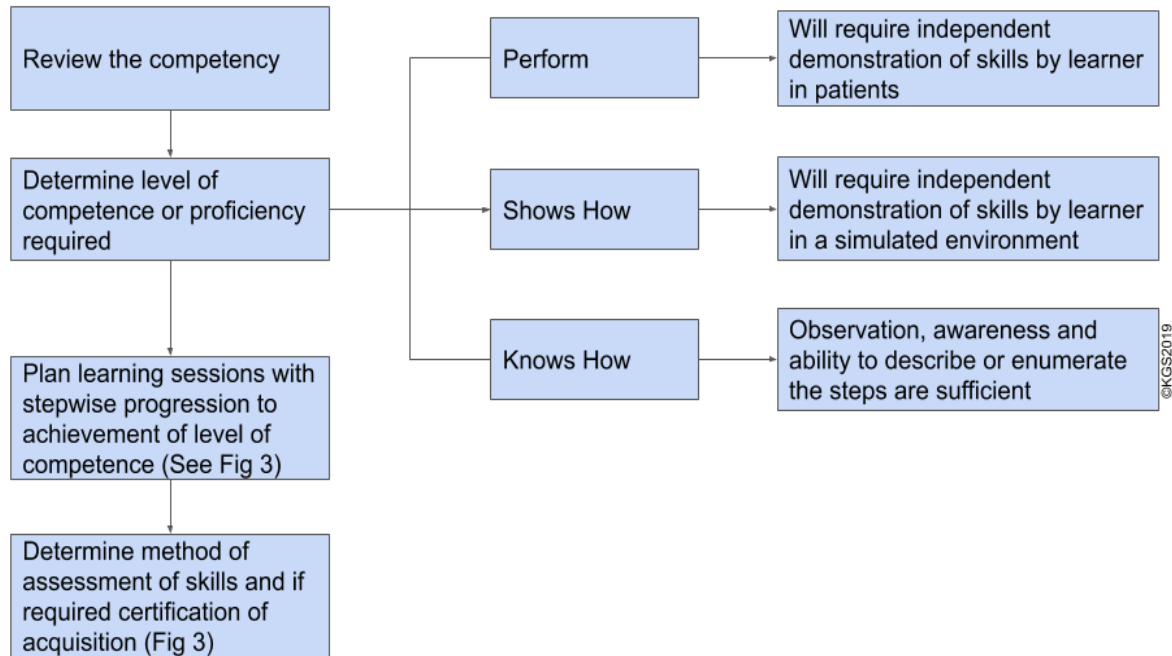 Review the competency
Determine level of
competence or proficiency
required
Plan learning sessions with
stepwise progression to
achievement of level of
competence (See Fig 3)
Determine method of
assessment of skills and if
required certification of
acquisition (Fig 3)
Perform
Will require independent
demonstration of skills by learner
in patients
Shows How
Will require independent
demonstration of skills by learner
in a simulated environment
Knows How
Observation, awareness and
ability to describe or enumerate
the steps are sufficient
©KGS2019